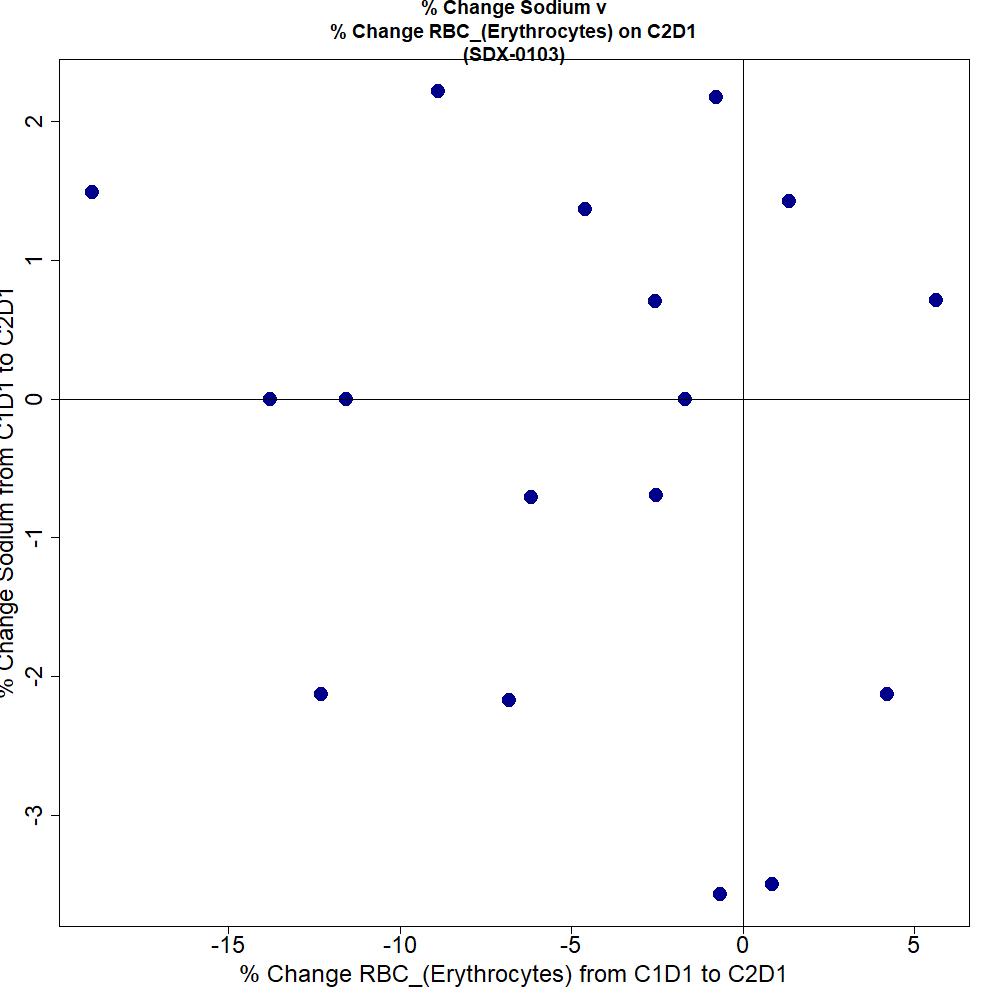 % Change Sodium v
% Change RBC_(Erythrocytes) on C2D1
(SDX-0103)
% Change Sodium from C1D1 to C2D1
2
1
0
-1
-2
-3
-15
-10
-5
0
5
% Change RBC_(Erythrocytes) from C1D1 to C2D1